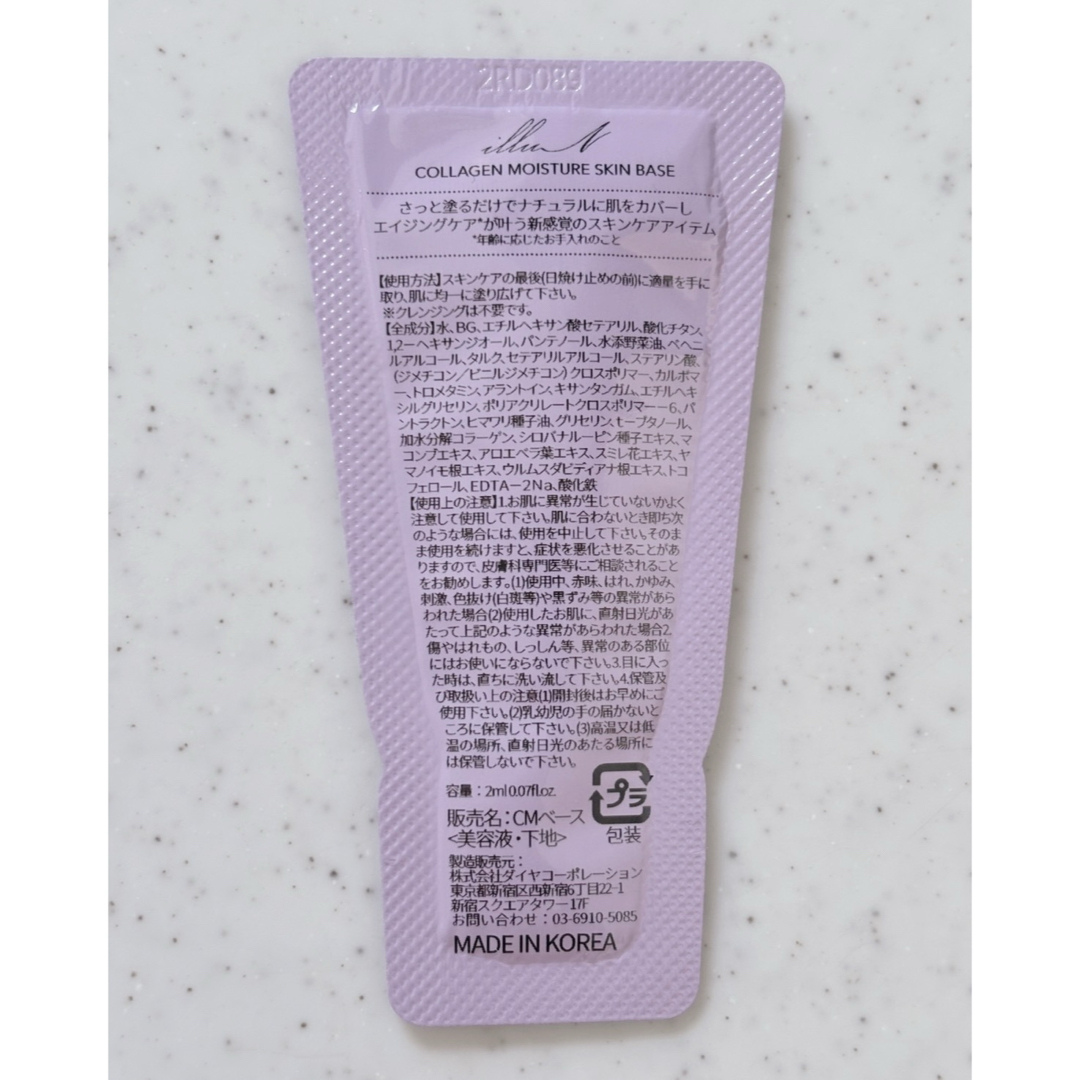 2RD089
illuN
COLLAGEN MOISTURE SKIN BASE
さっと塗るだけでナチュラルに肌をカバーし
エイジングケア*が叶う新感覚のスキンケアアイテム
*年齢に応じたお手入れのこと
【使用方法】スキンケアの最後(日焼け止めの前)に適量を手に
取り、肌に均一に塗り広げて下さい。
※クレンジングは不要です。
【全成分】水、BG、エチルヘキサン酸セテアリル、酸化チタン、
1,2ーヘキサンジオール、パンテノール、水添野菜油、ベヘニ
ルアルコール、タルク、セテアリルアルコール、ステアリン酸、
(ジメチコン/ビニルジメチコン)クロスポリマー、カルボマ
ー、トロメタミン、アラントイン、キサンタンガム、エチルヘキ
シルグリセリン、ポリアクリレートクロスポリマーー6、パ
ントラクトン、ヒマワリ種子油、グリセリン、t-ブタノール、
加水分解コラーゲン、シロバナルーピン種子エキス、マ
コンブエキス、アロエベラ葉エキス、スミレ花エキス、ヤ
マノイモ根エキス、ウルムスダビディアナ根エキス、トコ
フェロール、EDTAー2Na、酸化鉄
【使用上の注意】1.お肌に異常が生じていないかよく
注意して使用して下さい。肌に合わないとき即ち次
のような場合には、使用を中止して下さい。そのま
ま使用を続けますと、症状を悪化させることがあ
りますので、皮膚科専門医等にご相談されること
をお勧めします。(1)使用中、赤味、はれ、かゆみ、
刺激、色抜け(白斑等)や黒ずみ等の異常があら
われた場合(2)使用したお肌に、直射日光があ
たって上記のような異常があらわれた場合2.
傷やはれもの、しっしん等、異常のある部位
にはお使いにならないで下さい。3.目に入っ
た時は、直ちに洗い流して下さい。4.保管及
び取扱い上の注意(1)開封後はお早めにご
使用下さい。(2)乳幼児の手の届かないと
ころに保管して下さい。(3)高温又は低
温の場所、直射日光のあたる場所に
は保管しないで下さい。
容量:2ml 0.07fl.oz.
プラ
包装
販売名:CMベース
<美容液・下地>
製造販売元:
株式会社ダイヤコーポレーション
東京都新宿区西新宿6丁目22-1
新宿スクエアタワー17F
お問い合わせ:03-6910-5085
MADE IN KOREA